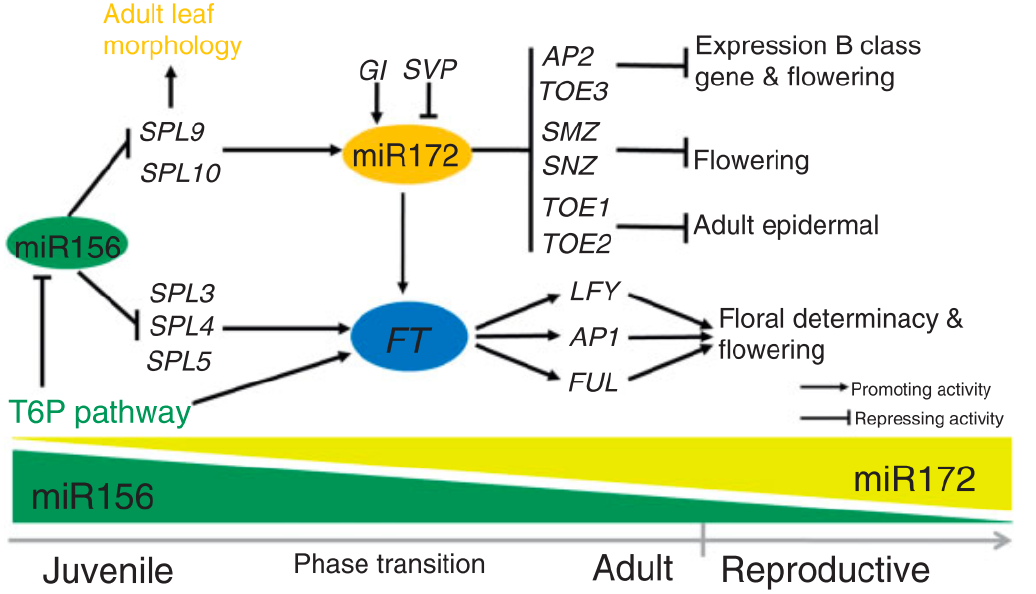 Adult leaf
morphology
GI SVP
SPL9
SPL10
miR172
AP2
TOE3
SMZ
SNZ
TOE1
TOE2
Expression B class
gene & flowering
Flowering
Adult epidermal
miR156
SPL3
SPL4
SPL5
FT
LFY
AP1
FUL
Floral determinacy &
flowering
T6P pathway
Promoting activity
Repressing activity
miR156
miR172
Juvenile
Phase transition
Adult
Reproductive